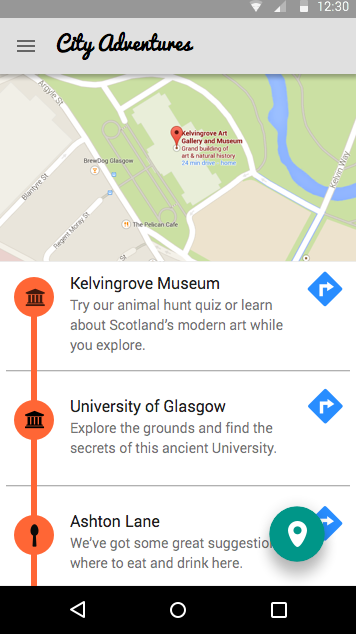 12:30
City Adventures
Argyle St
Kelvingrove Art
Gallery and Museum
Grand building of
art & natural history
24 min drive - home
BrewDog Glasgow
Kelvin Way
Blantyre St
Regent Moray St
The Pelican Cafe
Kelvingrove Museum
Try our animal hunt quiz or learn
about Scotland's modern art while
you explore.
University of Glasgow
Explore the grounds and find the
secrets of this ancient University.
Ashton Lane
We've got some great suggestio
where to eat and drink here.